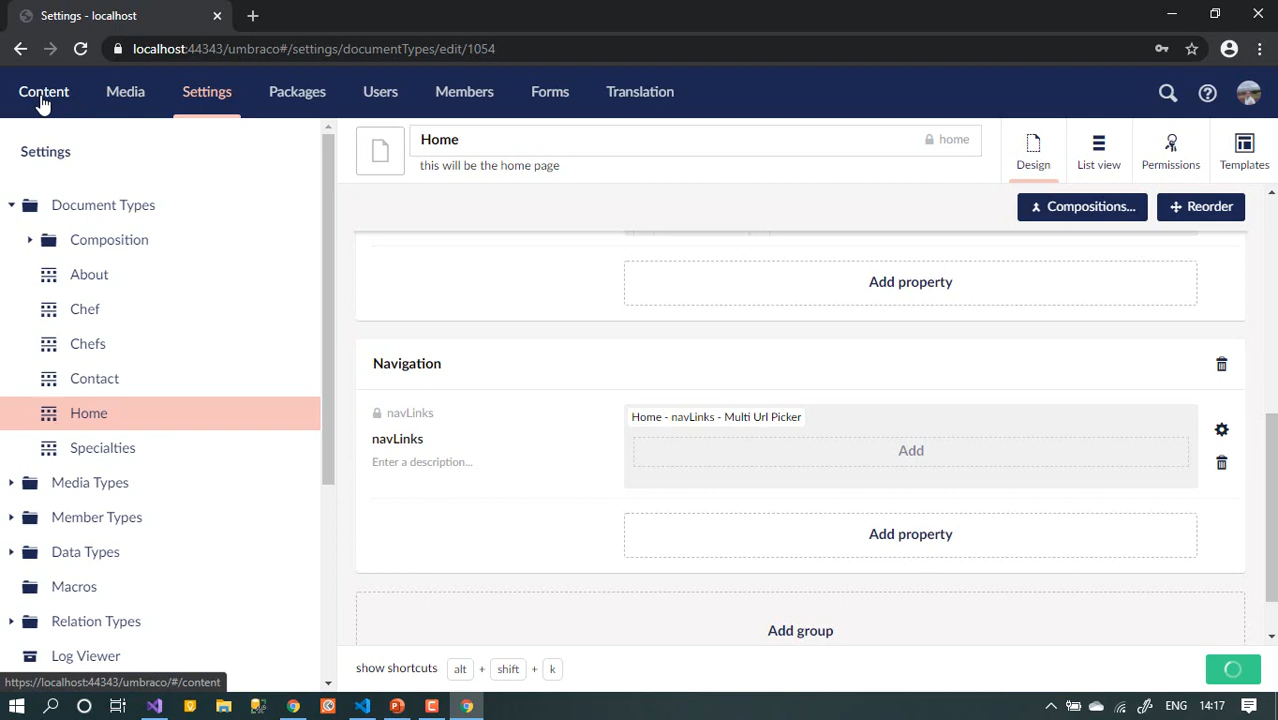 Settings - localhost
localhost:44343/umbraco#/settings/documentTypes/edit/1054
Content
Media
Settings
Packages
Users
Members
Forms
Translation
Settings
Document Types
Composition
About
Chef
Chefs
Contact
Home
Specialties
Media Types
Member Types
Data Types
Macros
Relation Types
Log Viewer
https://localhost:44343/umbraco/#/content
Home
home
this will be the home page
Design
List view
Permissions
Templates
Compositions...
Reorder
Add property
Navigation
navLinks
navLinks
Enter a description...
Home - navLinks - Multi Url Picker
Add
Add property
Add group
show shortcuts
alt + shift + k
ENG
14:17